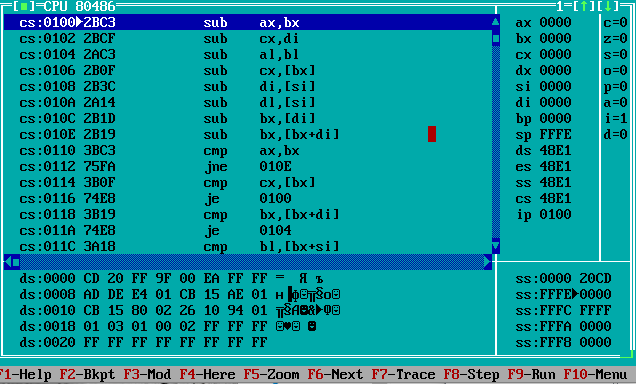 [■]=CPU 80486 1=[↑][↓]
cs:0100►2BC3 sub ax,bx ax 0000 c=0
cs:0102 2BCF sub cx,di bx 0000 z=0
cs:0104 2AC3 sub al,bl cx 0000 s=0
cs:0106 2B0F sub cx,[bx] dx 0000 o=0
cs:0108 2B3C sub di,[si] si 0000 p=0
cs:010A 2A14 sub dl,[si] di 0000 a=0
cs:010C 2B1D sub bx,[di] bp 0000 i=1
cs:010E 2B19 sub bx,[bx+di] sp FFFE d=0
cs:0110 3BC3 cmp ax,bx ds 48E1
cs:0112 75FA jne 010E es 48E1
cs:0114 3B0F cmp cx,[bx] ss 48E1
cs:0116 74E8 je 0100 cs 48E1
cs:0118 3B19 cmp bx,[bx+di] ip 0100
cs:011A 74E8 je 0104
cs:011C 3A18 cmp bl,[bx+si]
ds:0000 CD 20 FF 9F 00 EA FF FF = Я ъ ss:0000 20CD
ds:0008 AD DE E4 01 CB 15 AE 01 н▐ф☺╦§о☺ ss:FFFE►0000
ds:0010 CB 15 80 02 26 10 94 01 ╦§А☻&►Ф☺ ss:FFFC FFFF
ds:0018 01 03 01 00 02 FF FF FF ☺♥☺ ☻ ss:FFFA 0000
ds:0020 FF FF FF FF FF FF FF FF ss:FFF8 0000
F1-Help F2-Bkpt F3-Mod F4-Here F5-Zoom F6-Next F7-Trace F8-Step F9-Run F10-Menu